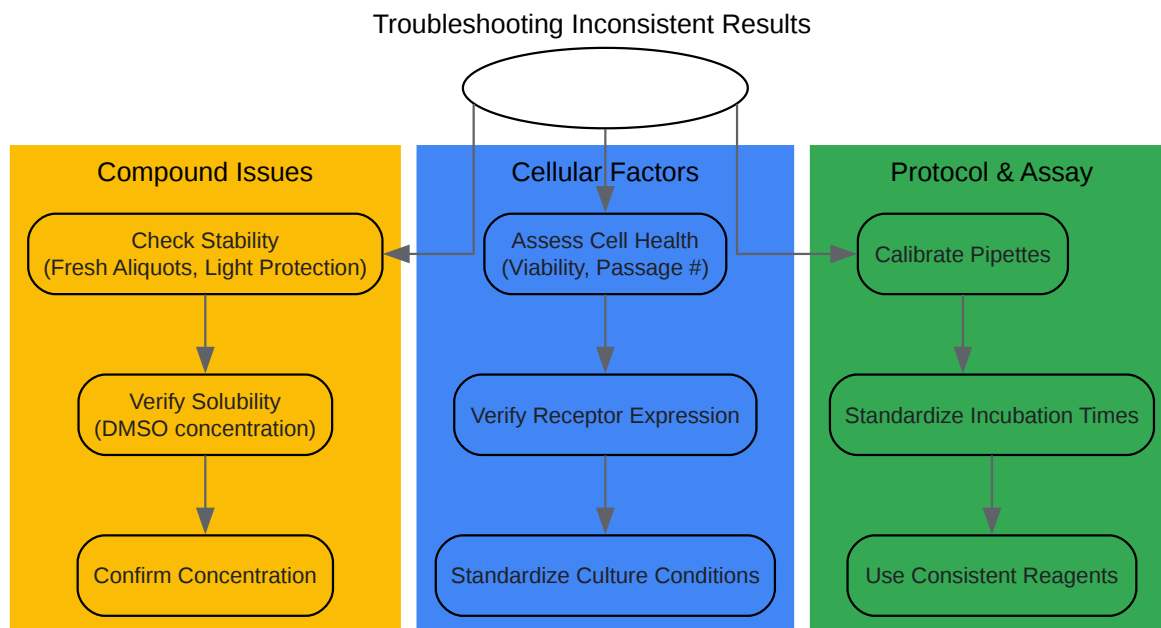 Troubleshooting Inconsistent Results
Compound Issues
Check Stability
(Fresh Aliquots, Light Protection)
Verify Solubility
(DMSO concentration)
Confirm Concentration
Cellular Factors
Assess Cell Health
(Viability, Passage #)
Verify Receptor Expression
Standardize Culture Conditions
Protocol & Assay
Calibrate Pipettes
Standardize Incubation Times
Use Consistent Reagents